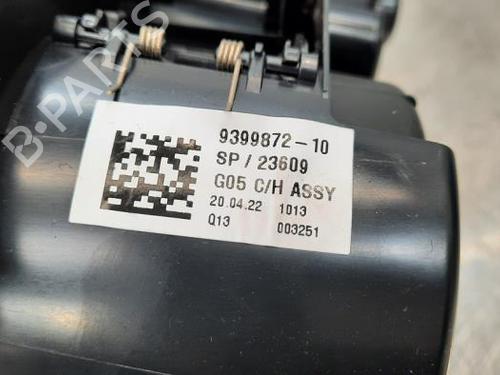 B-PARTS
9399872-10
SP/23609
G05 C/H ASSY
20.04.22 1013
Q13 003251